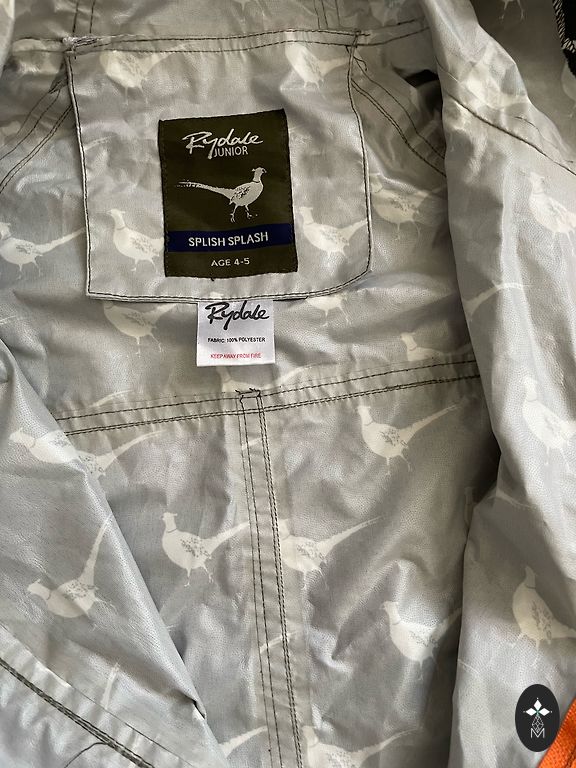 Rydale
JUNIOR
SPLISH SPLASH
AGE 4-5
Rydale
FABRIC: 100% POLYESTER
KEEP AWAY FROM FIRE